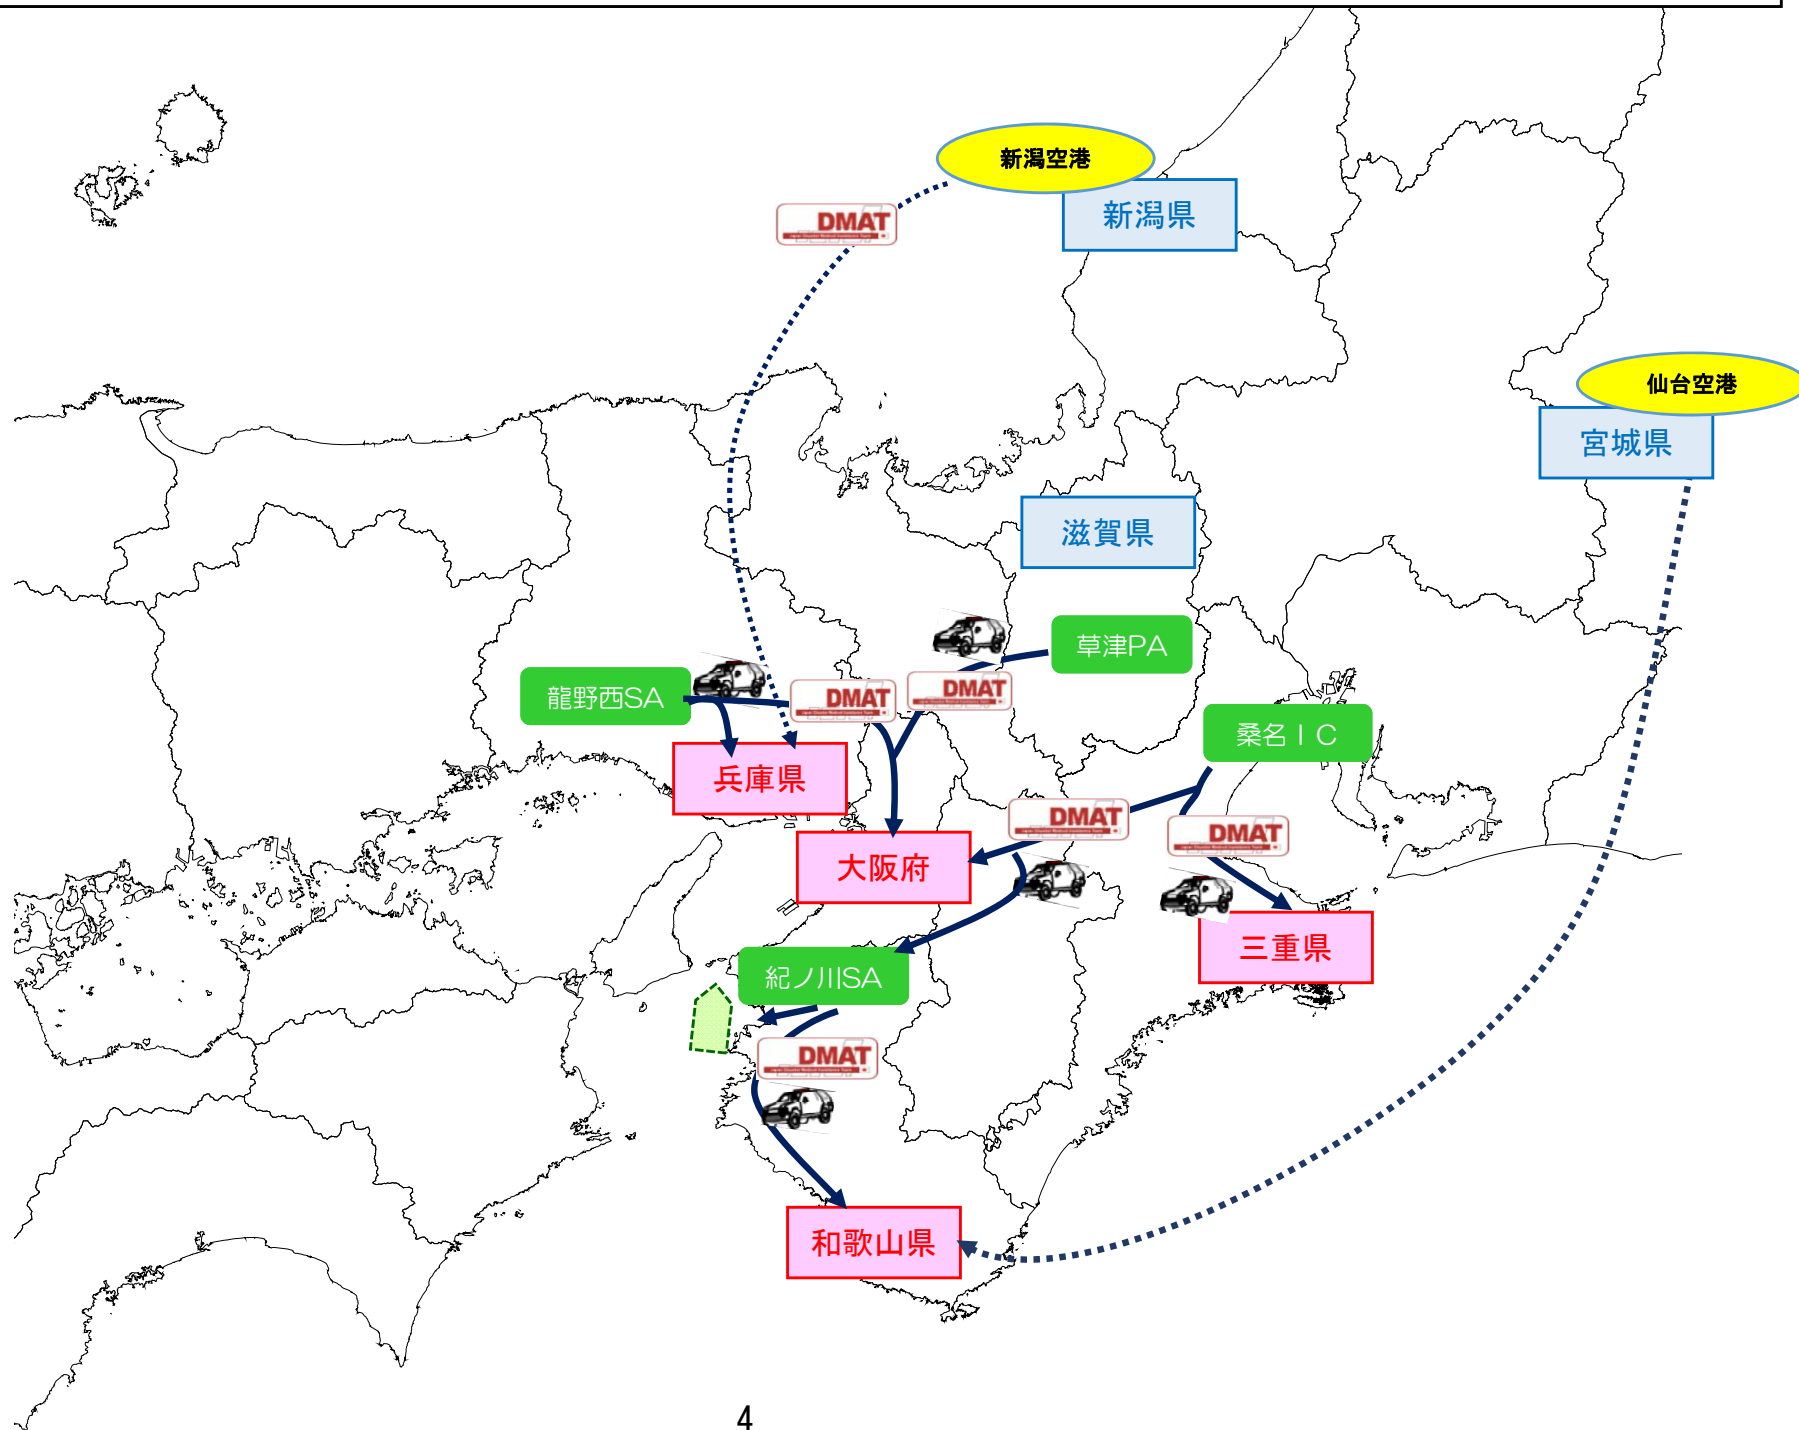 新潟空港
新潟県
DMAT
仙台空港
宮城県
滋賀県
草津PA
龍野西SA
DMAT
DMAT
桑名ＩＣ
兵庫県
DMAT
DMAT
大阪府
三重県
紀ノ川SA
DMAT
和歌山県
4